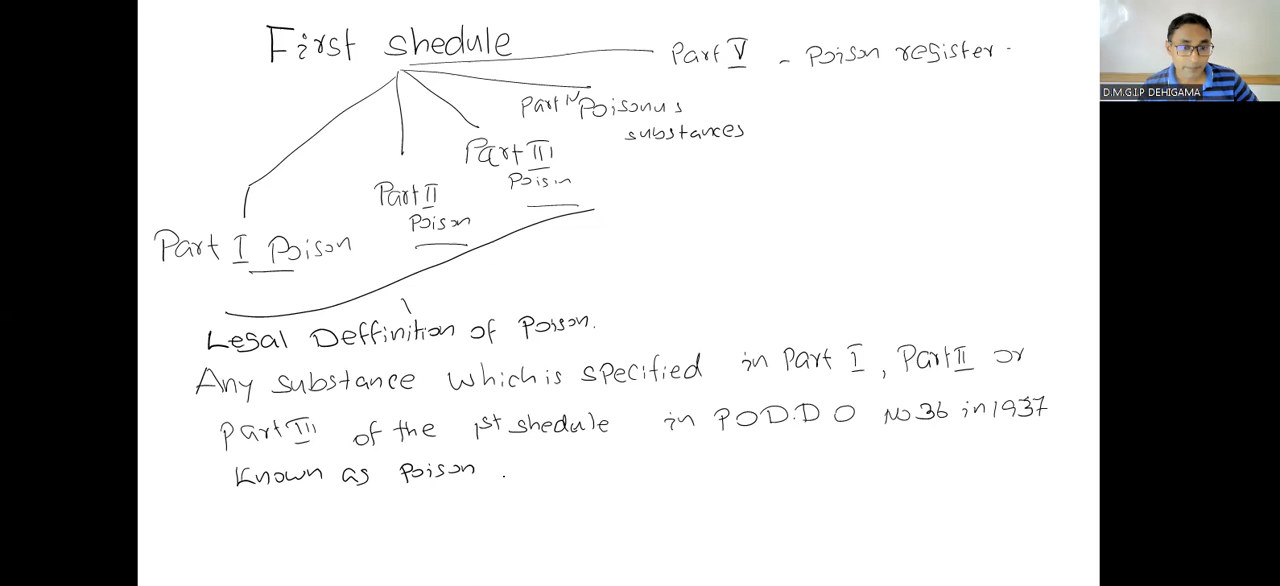 First shedule
Part V - Poison register.
Part IV Poisonus
substances
Part III
Poisin
Part II
Poison
Part I Poison
Legal Deffinition of Poison.
Any substance which is specified in Part I, Part II or
Part III of the 1st shedule in P O D.D O No 36 in 1937
Known as Poison.
D.M.G.I.P DEHIGAMA